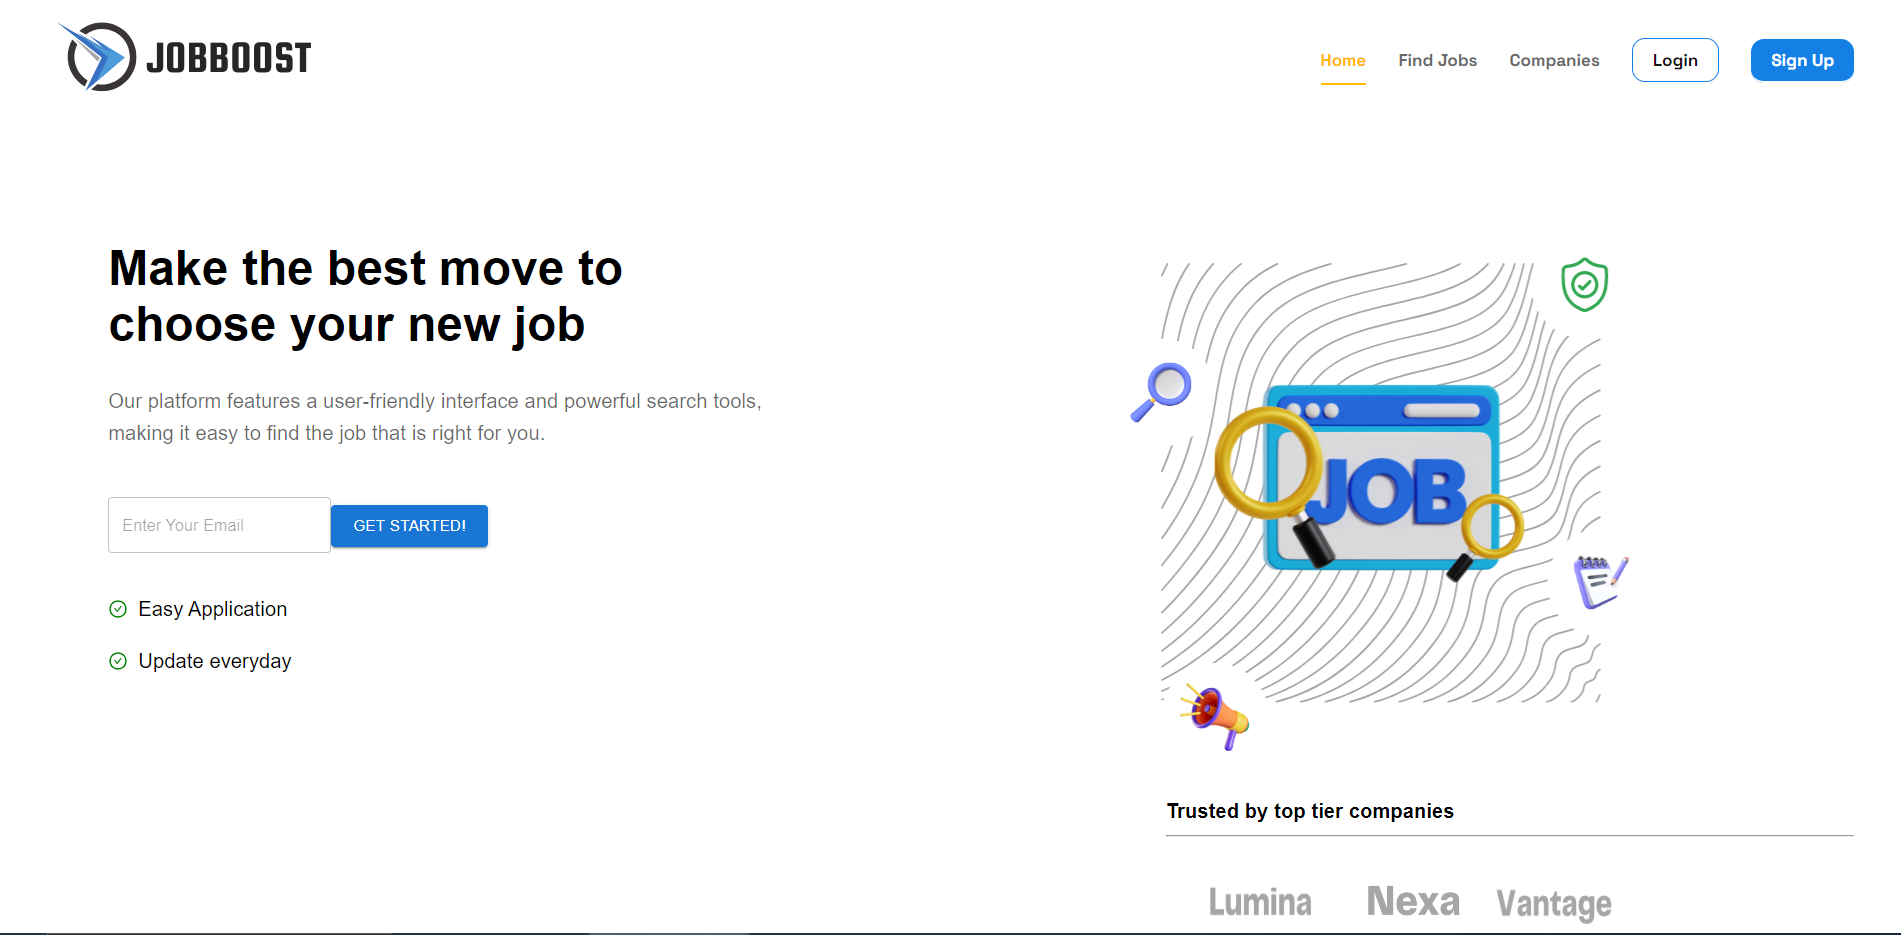 JOBBOOST
Home
Find Jobs
Companies
Login
Sign Up
Make the best move to
choose your new job
Our platform features a user-friendly interface and powerful search tools,
making it easy to find the job that is right for you.
Enter Your Email
GET STARTED!
Easy Application
Update everyday
JOB
Trusted by top tier companies
Lumina
Nexa
Vantage